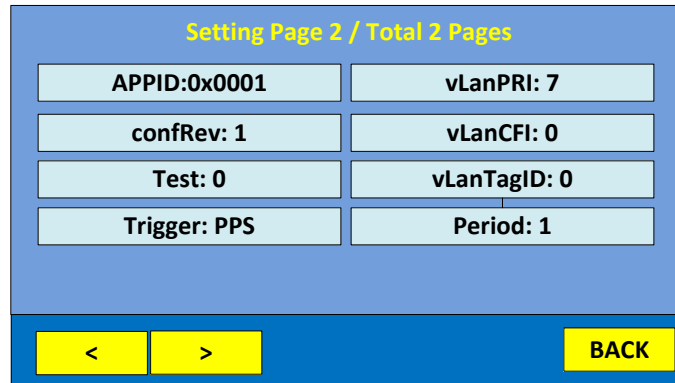 Setting Page 2 / Total 2 Pages
APPID:0x0001
vLanPRI: 7
confRev: 1
vLanCFI: 0
Test: 0
vLanTagID: 0
Trigger: PPS
Period: 1
<
>
BACK